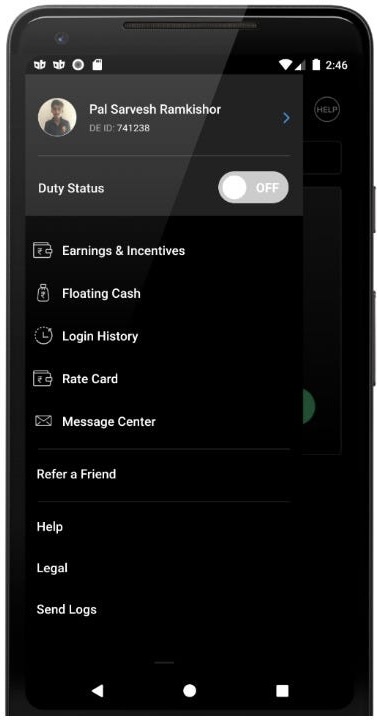 2:46
Pal Sarvesh Ramkishor
DE ID: 741238
HELP
Duty Status
OFF
Earnings & Incentives
Floating Cash
Login History
Rate Card
Message Center
Refer a Friend
Help
Legal
Send Logs